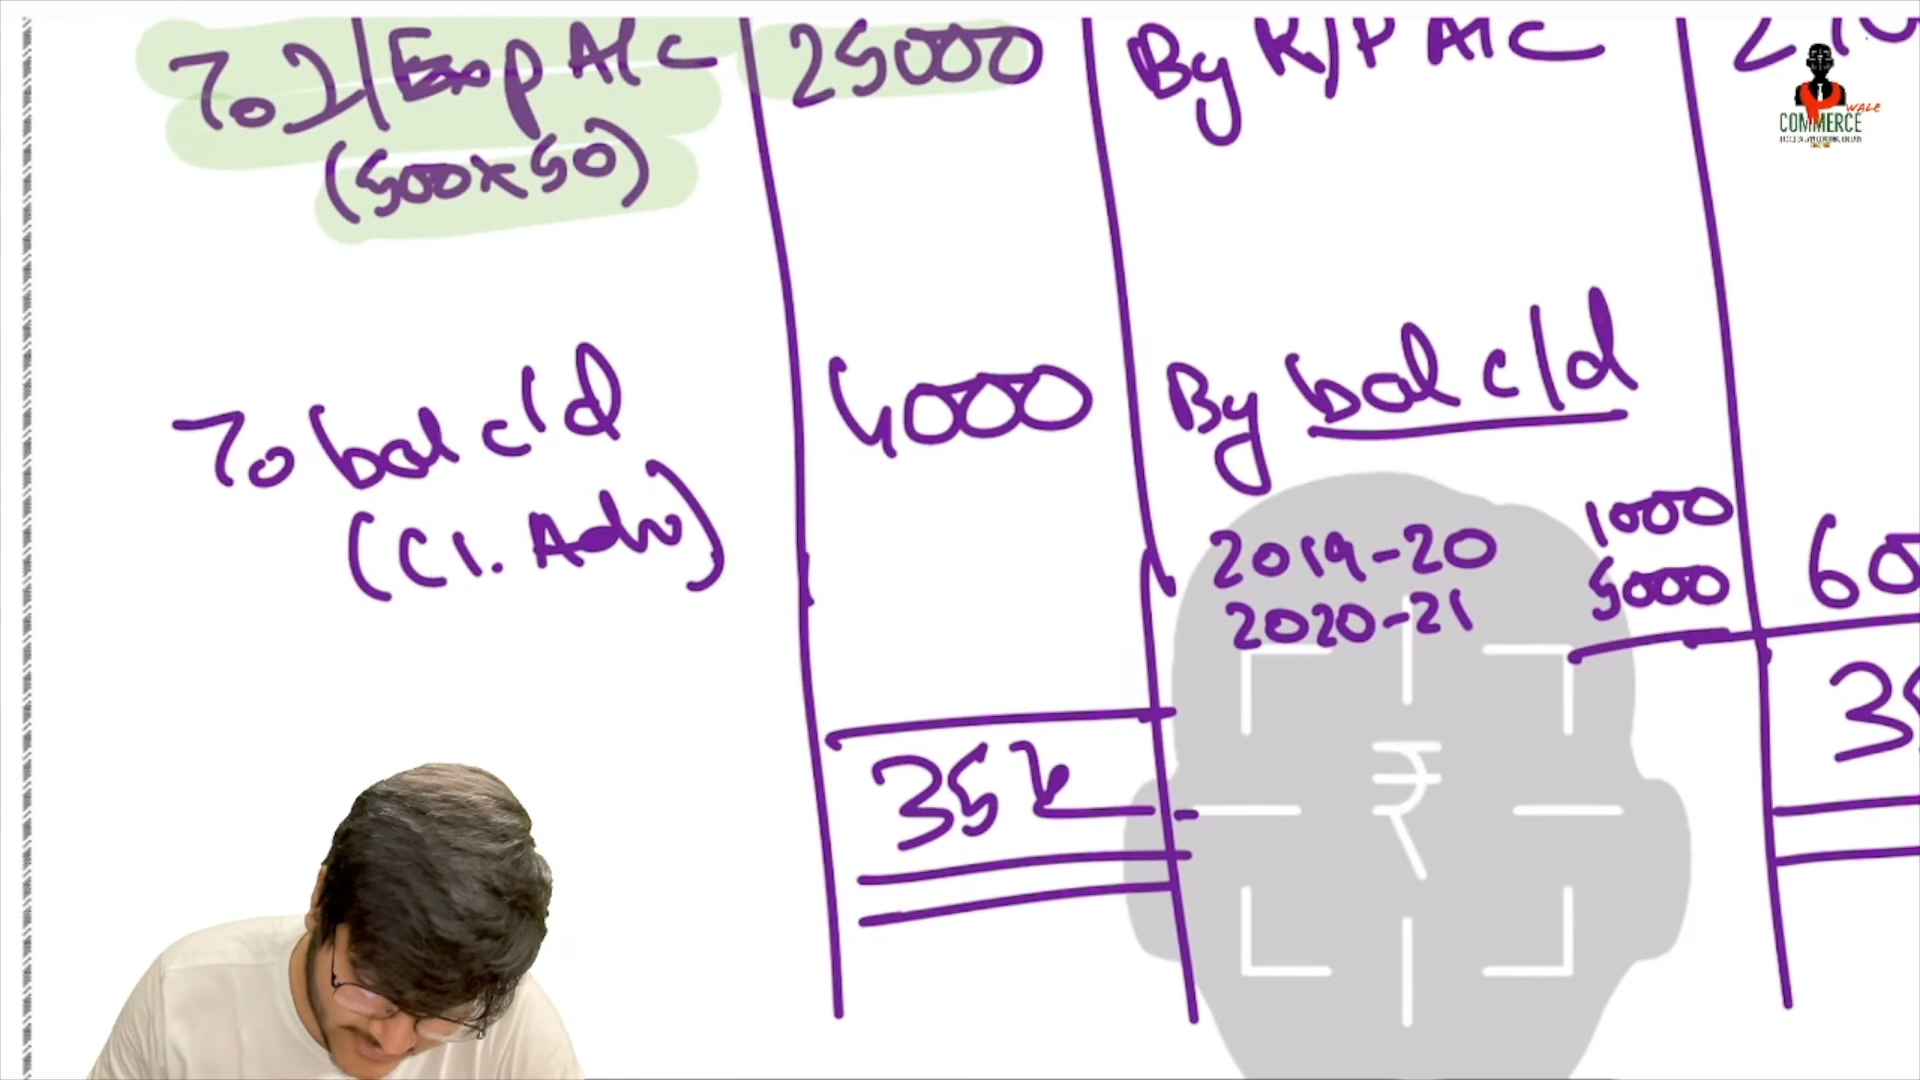 To I/Exp A/c 25000 By R/P A/C
(500x50)
To bal c/d 4000 By bal c/d
(Cl. Adv)
2019-20 1000
2020-21 5000 60
35k 35
WALE
COMMERCE
₹